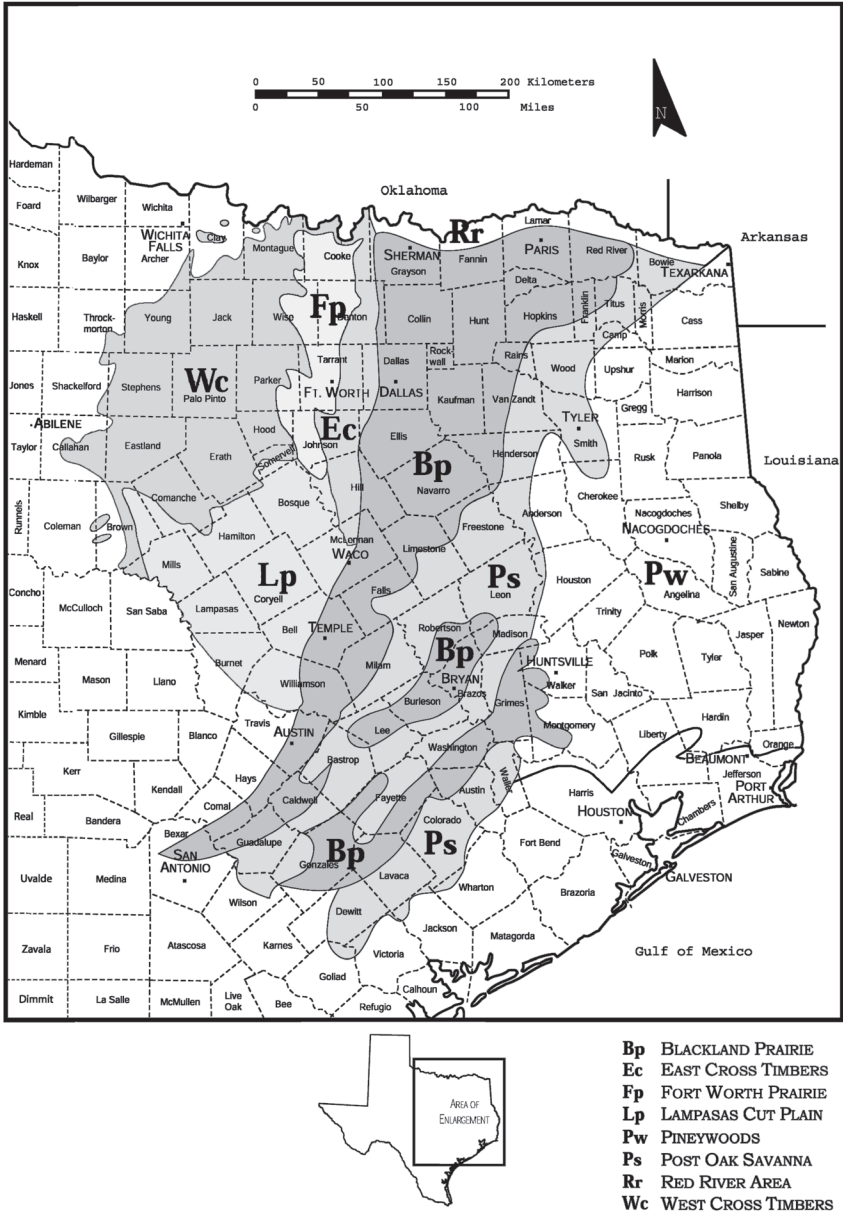 0 50 100 150 200 Kilometers
0 50 100 Miles
N
Oklahoma
Arkansas
Louisiana
Gulf of Mexico
Hardeman
Foard
Wilbarger
Wichita
WICHITA
FALLS
Archer
Clay
Montague
Cooke
SHERMAN
Grayson
Rr
Fannin
Lamar
PARIS
Red River
Bowie
TEXARKANA
Knox
Baylor
Haskell
Throck-
morton
Young
Jack
Wise
Fp
Denton
Collin
Hunt
Delta
Hopkins
Franklin
Titus
Morris
Camp
Cass
Marion
Jones
Shackelford
Stephens
Wc
Palo Pinto
Parker
Tarrant
FT. WORTH
Dallas
DALLAS
Rock-
wall
Kaufman
Rains
Van Zandt
Wood
Upshur
Harrison
Gregg
TYLER
Smith
ABILENE
Taylor
Callahan
Eastland
Erath
Hood
Somervell
Ec
Johnson
Ellis
Bp
Navarro
Henderson
Rusk
Panola
Runnels
Coleman
Brown
Comanche
Bosque
Hill
Hamilton
McLennan
WACO
Limestone
Freestone
Anderson
Cherokee
Nacogdoches
NACOGDOCHES
Shelby
San Augustine
Sabine
Mills
Lp
Coryell
Falls
Ps
Leon
Houston
Pw
Angelina
Concho
McCulloch
San Saba
Lampasas
Bell
TEMPLE
Robertson
Madison
Trinity
Polk
Tyler
Jasper
Newton
Menard
Mason
Llano
Burnet
Williamson
Milam
Bp
BRYAN
Brazos
Burleson
Grimes
HUNTSVILLE
Walker
San Jacinto
Kimble
Gillespie
Blanco
Travis
AUSTIN
Lee
Washington
Montgomery
Liberty
Hardin
Orange
BEAUMONT
Jefferson
PORT
ARTHUR
Kerr
Kendall
Hays
Bastrop
Fayette
Austin
Waller
Harris
HOUSTON
Chambers
Real
Bandera
Comal
Caldwell
Colorado
Bexar
SAN
ANTONIO
Guadalupe
Gonzales
Bp
Ps
Lavaca
Fort Bend
Galveston
GALVESTON
Uvalde
Medina
Wilson
Dewitt
Wharton
Brazoria
Zavala
Frio
Atascosa
Karnes
Victoria
Jackson
Matagorda
Dimmit
La Salle
McMullen
Live
Oak
Bee
Goliad
Refugio
Calhoun
AREA OF
ENLARGEMENT
Bp BLACKLAND PRAIRIE
Ec EAST CROSS TIMBERS
Fp FORT WORTH PRAIRIE
Lp LAMPASAS CUT PLAIN
Pw PINEYWOODS
Ps POST OAK SAVANNA
Rr RED RIVER AREA
Wc WEST CROSS TIMBERS